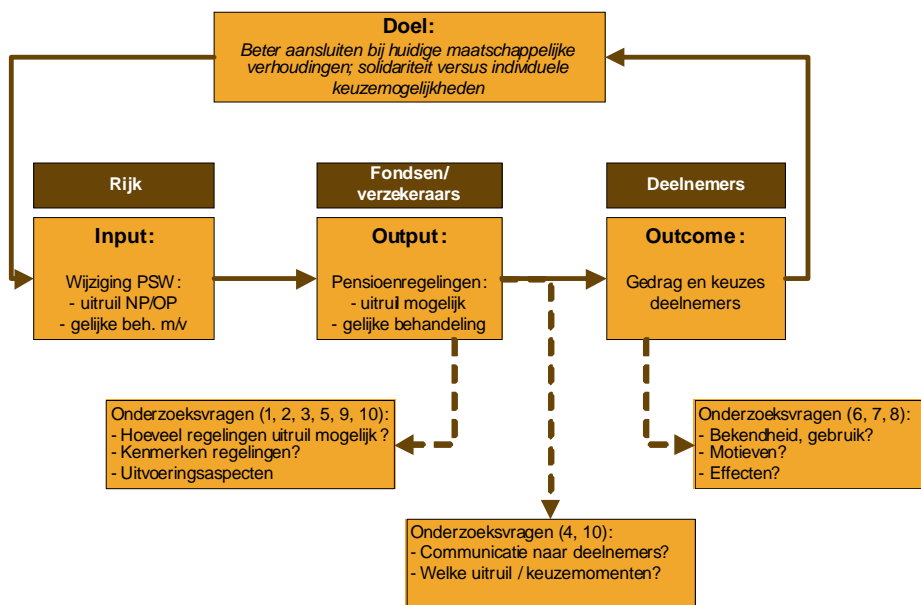 Doel:
Beter aansluiten bij huidige maatschappelijke
verhoudingen; solidariteit versus individuele
keuzemogelijkheden
Rijk
Fondsen/
verzekeraars
Deelnemers
Input:
Wijziging PSW:
- uitruil NP/OP
- gelijke beh. m/v
Output:
Pensioenregelingen:
- uitruil mogelijk
- gelijke behandeling
Outcome:
Gedrag en keuzes
deelnemers
Onderzoeksvragen (1, 2, 3, 5, 9, 10):
- Hoeveel regelingen uitruil mogelijk?
- Kenmerken regelingen?
- Uitvoeringsaspecten
Onderzoeksvragen (6, 7, 8):
- Bekendheid, gebruik?
- Motieven?
- Effecten?
Onderzoeksvragen (4, 10):
- Communicatie naar deelnemers?
- Welke uitruil / keuzemomenten?